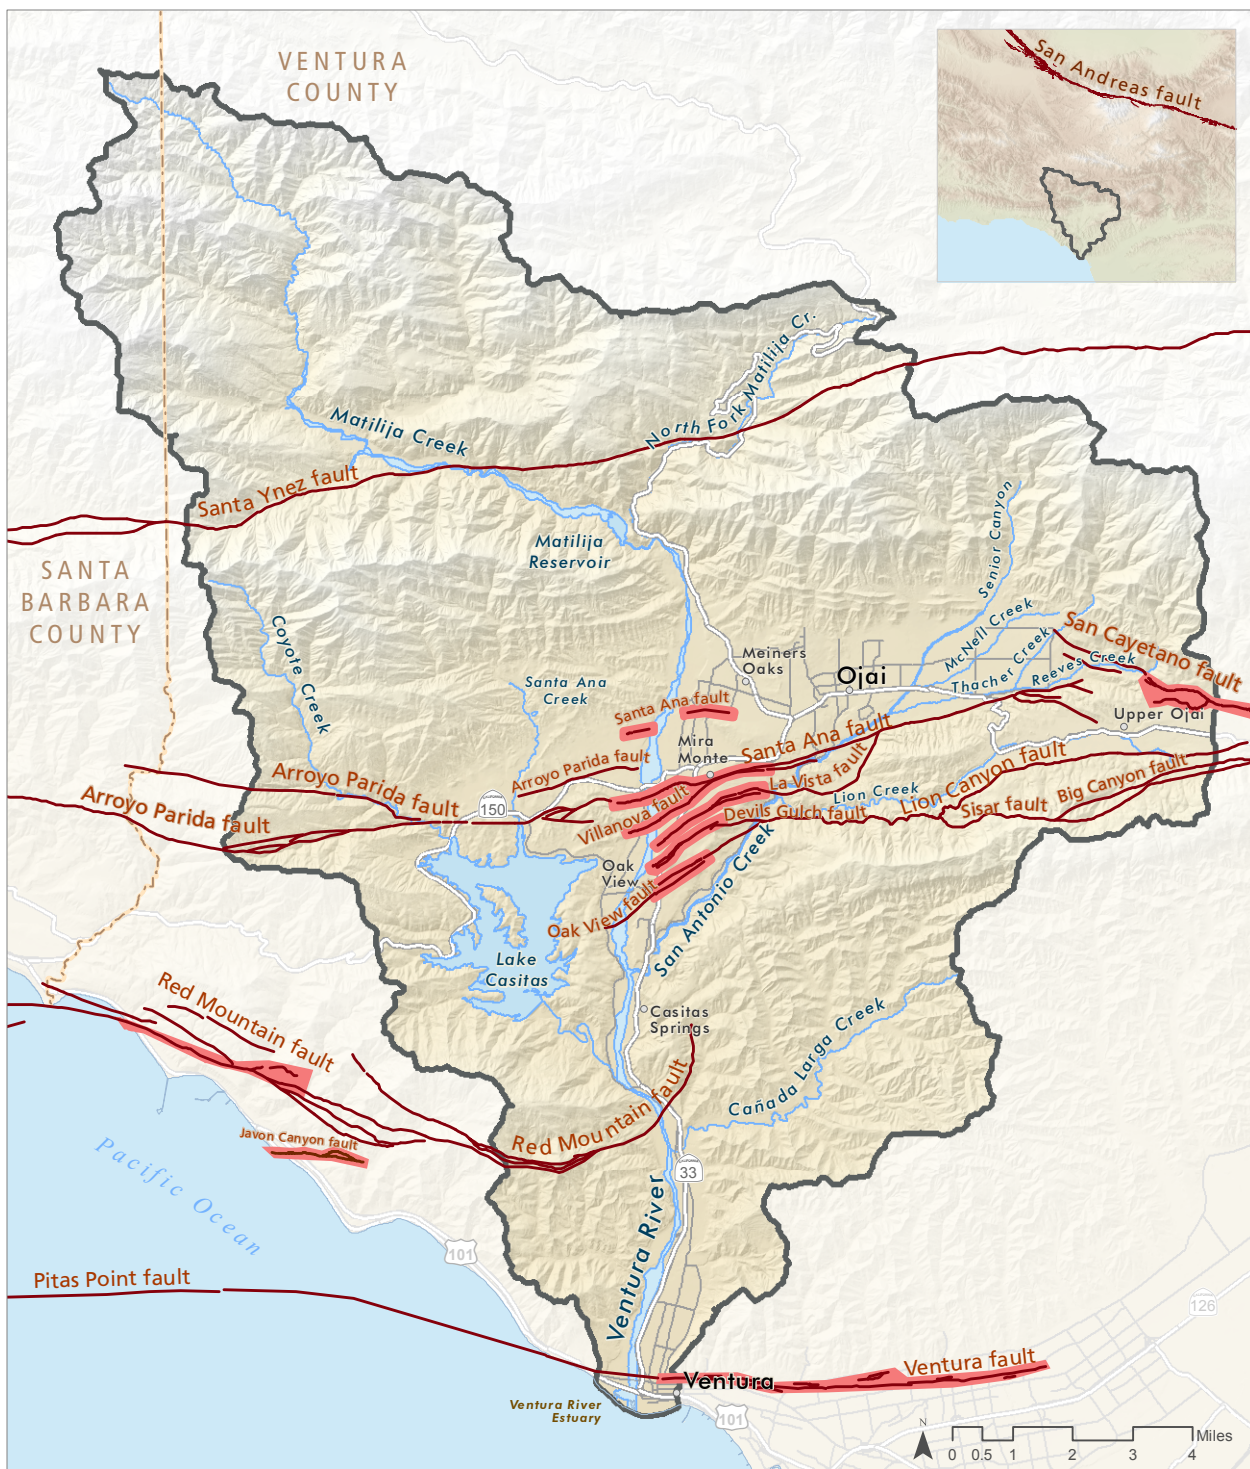 VENTURA
COUNTY
San Andreas fault
North Fork Matilija Cr.
Matilija Creek
Santa Ynez fault
Matilija
Reservoir
SANTA
BARBARA
COUNTY
Senior Canyon
Coyote Creek
McNell Creek
San Cayetano fault
Meiners
Oaks
Ojai
Thacher Creek
Reeves Creek
Santa Ana
Creek
Santa Ana fault
Upper Ojai
Mira
Monte
Santa Ana fault
Arroyo Parida fault
Arroyo Parida fault
Arroyo Parida fault
150
La Vista fault
Lion Creek
Lion Canyon fault
Big Canyon fault
Villanova fault
Devils Gulch fault
Sisar fault
Oak
View
Oak View fault
San Antonio Creek
Lake
Casitas
Red Mountain fault
Casitas
Springs
Cañada Larga Creek
Javon Canyon fault
Red Mountain fault
33
Pacific Ocean
101
Ventura River
Pitas Point fault
126
Ventura fault
Ventura
Ventura River
Estuary
101
N
Miles
0 0.5 1 2 3 4